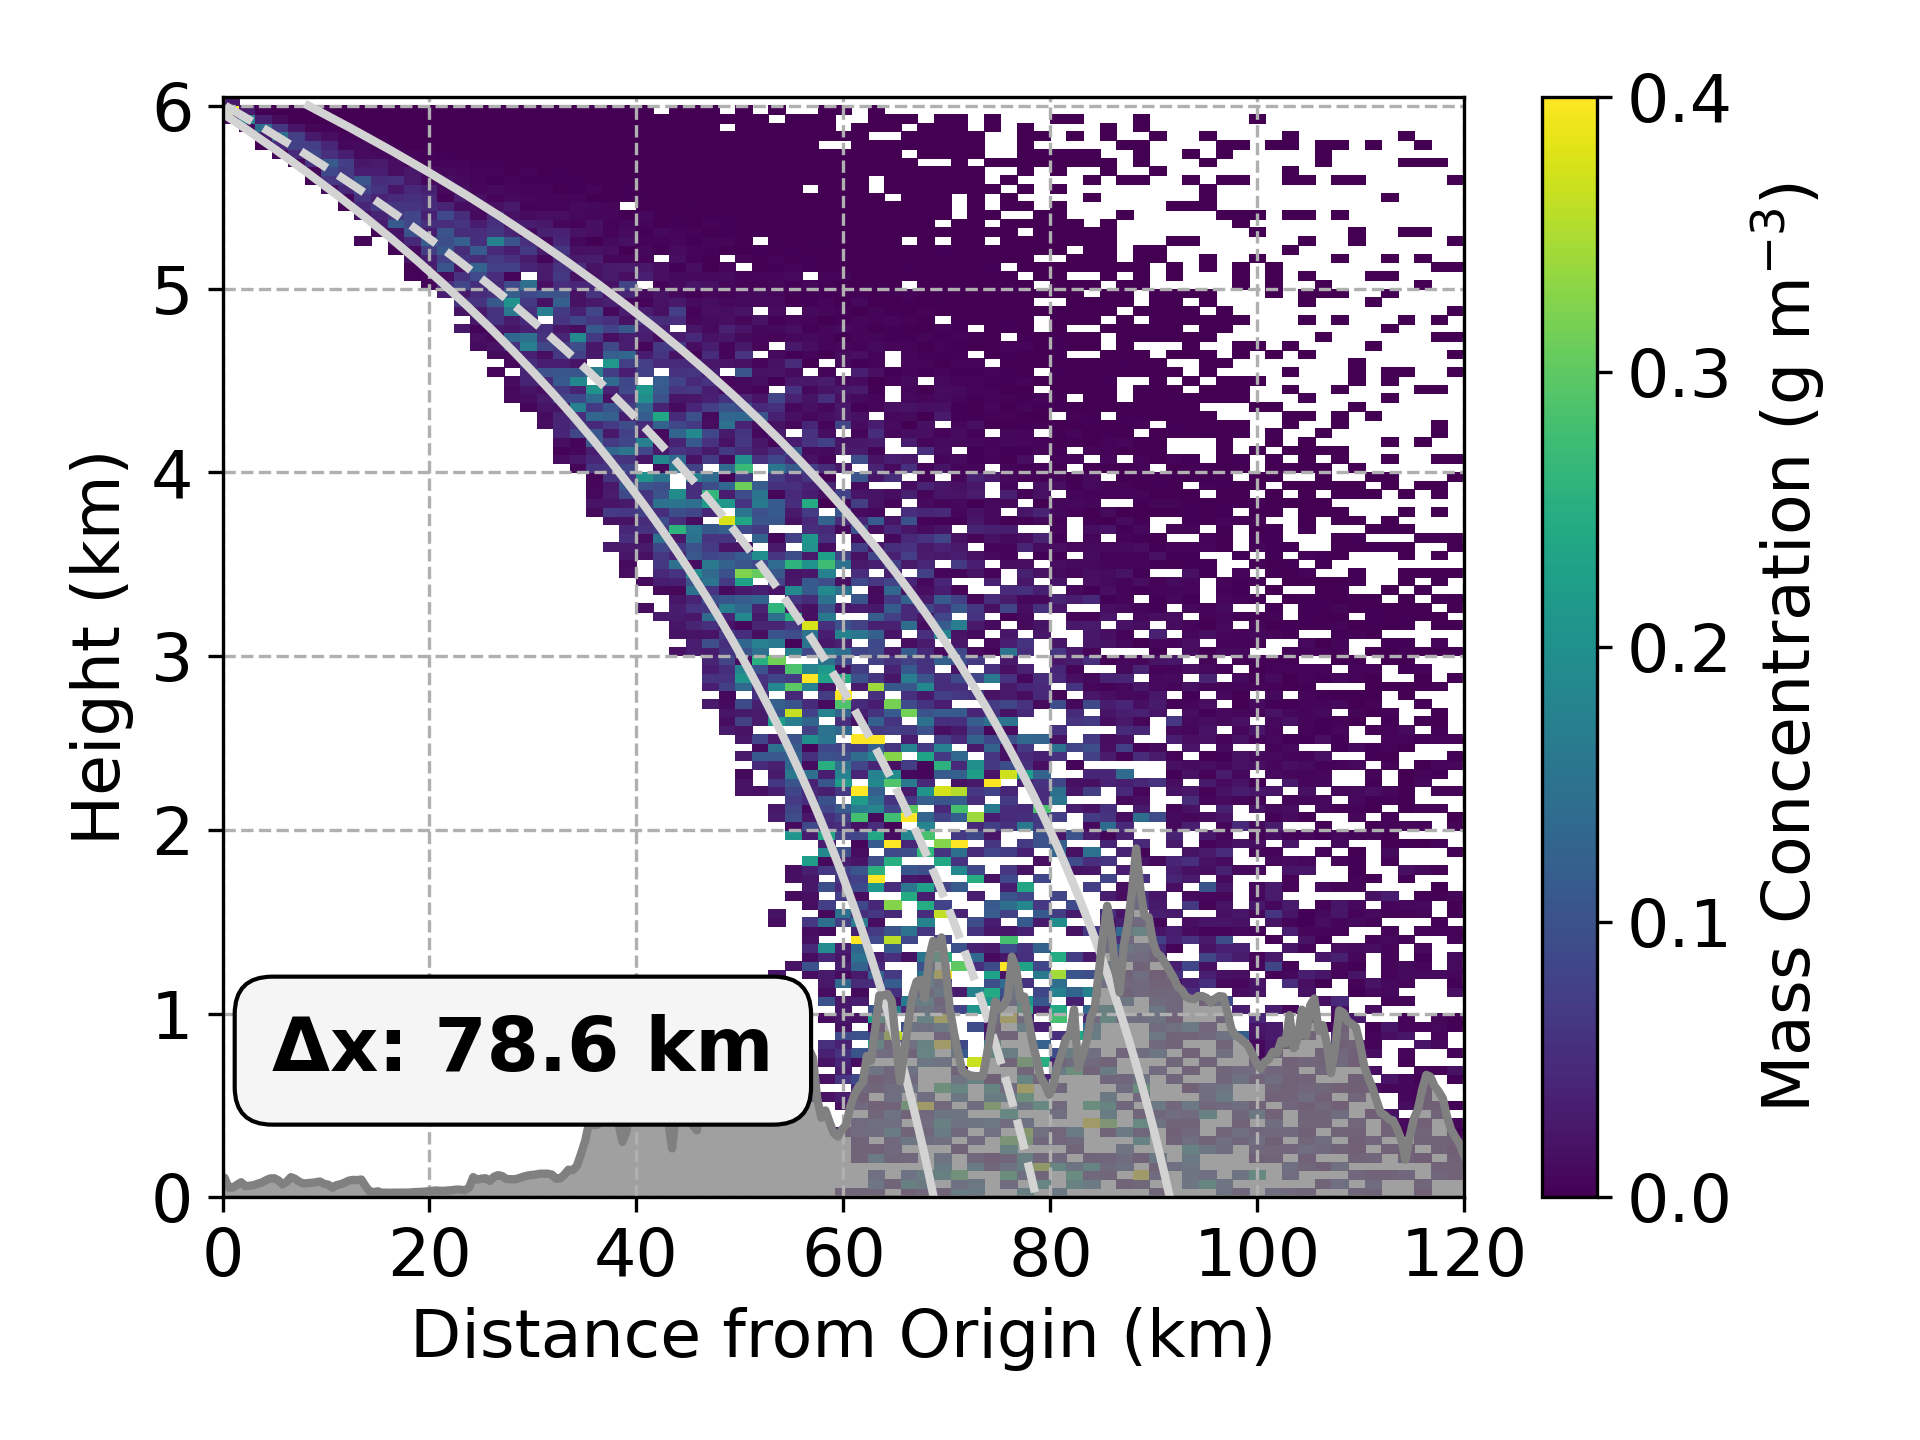 6
5
4
3
2
1
0
Height (km)
Δx: 78.6 km
0 20 40 60 80 100 120
Distance from Origin (km)
0.4
0.3
0.2
0.1
0.0
Mass Concentration (g m⁻³)